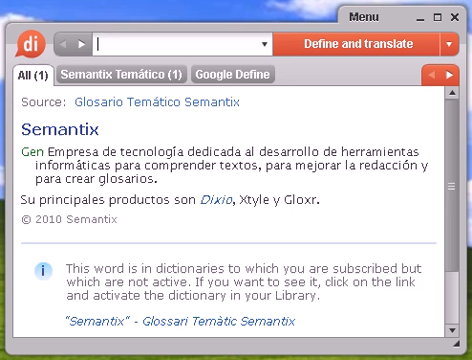 Menu
di
Define and translate
All (1) Semantix Temático (1) Google Define
Source: Glosario Temático Semantix
Semantix
Gen Empresa de tecnología dedicada al desarrollo de herramientas
informáticas para comprender textos, para mejorar la redacción y
para crear glosarios.
Su principales productos son Dixio, Xtyle y Gloxr.
© 2010 Semantix
i
This word is in dictionaries to which you are subscribed but
which are not active. If you want to see it, click on the link
and activate the dictionary in your Library.
"Semantix" - Glossari Temàtic Semantix